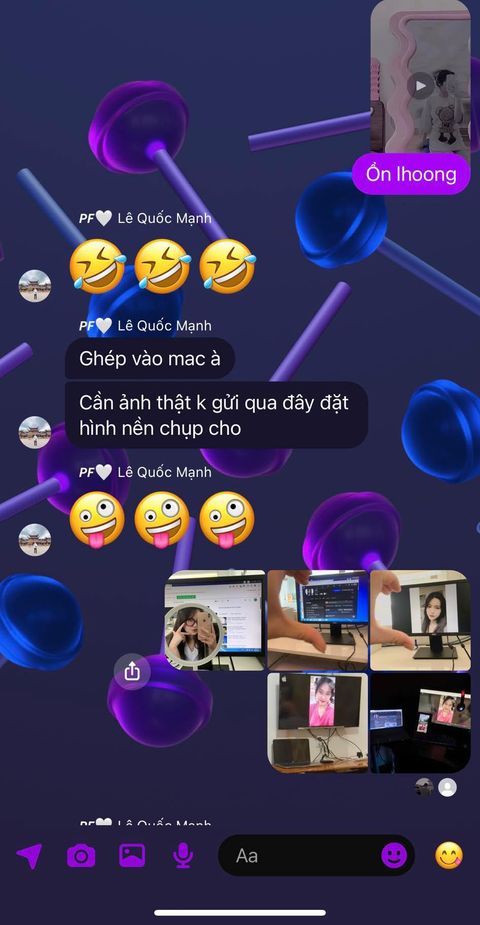 Ổn lhoong
PF🤍 Lê Quốc Mạnh
PF🤍 Lê Quốc Mạnh
Ghép vào mac à
Cần ảnh thật k gửi qua đây đặt
hình nền chụp cho
PF🤍 Lê Quốc Mạnh
PF🤍 Lê Quốc Mạnh
Aa